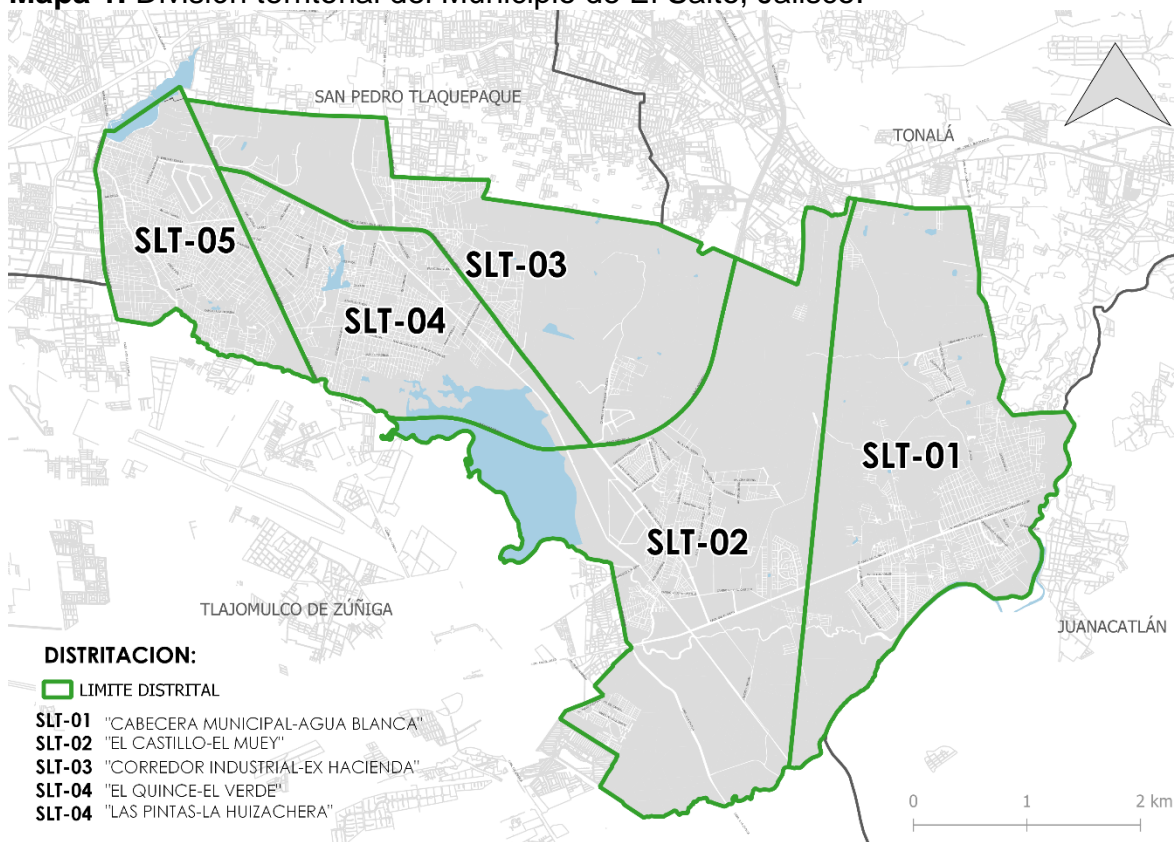 Mapa 1. División territorial del Municipio de El Salto, Jalisco.
SAN PEDRO TLAQUEPAQUE
TONALÁ
SLT-05
SLT-03
SLT-04
SLT-01
SLT-02
TLAJOMULCO DE ZÚÑIGA
JUANACATLÁN
DISTRITACION:
LIMITE DISTRITAL
SLT-01 "CABECERA MUNICIPAL-AGUA BLANCA"
SLT-02 "EL CASTILLO-EL MUEY"
SLT-03 "CORREDOR INDUSTRIAL-EX HACIENDA"
SLT-04 "EL QUINCE-EL VERDE"
SLT-04 "LAS PINTAS-LA HUIZACHERA"
0 1 2 km